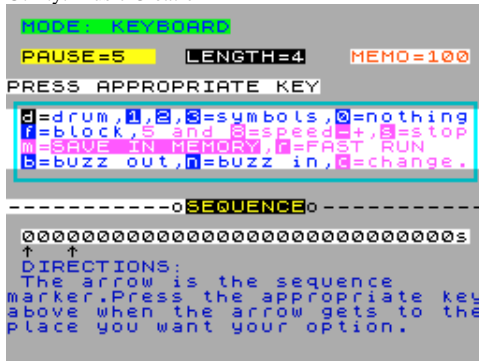 MODE: KEYBOARD
PAUSE=5 LENGTH=4 MEMO=100
PRESS APPROPRIATE KEY
d=drum,1,2,3=symbols,0=nothing
f=block,5 and 8=speed-+,s=stop
m=SAVE IN MEMORY,r=FAST RUN
b=buzz out,n=buzz in,c=change.
-----------oSEQUENCEo-----------
0000000000000000000000000000s
↑ ↑
DIRECTIONS:
The arrow is the sequence
marker.Press the appropriate key
above when the arrow gets to the
place you want your option.